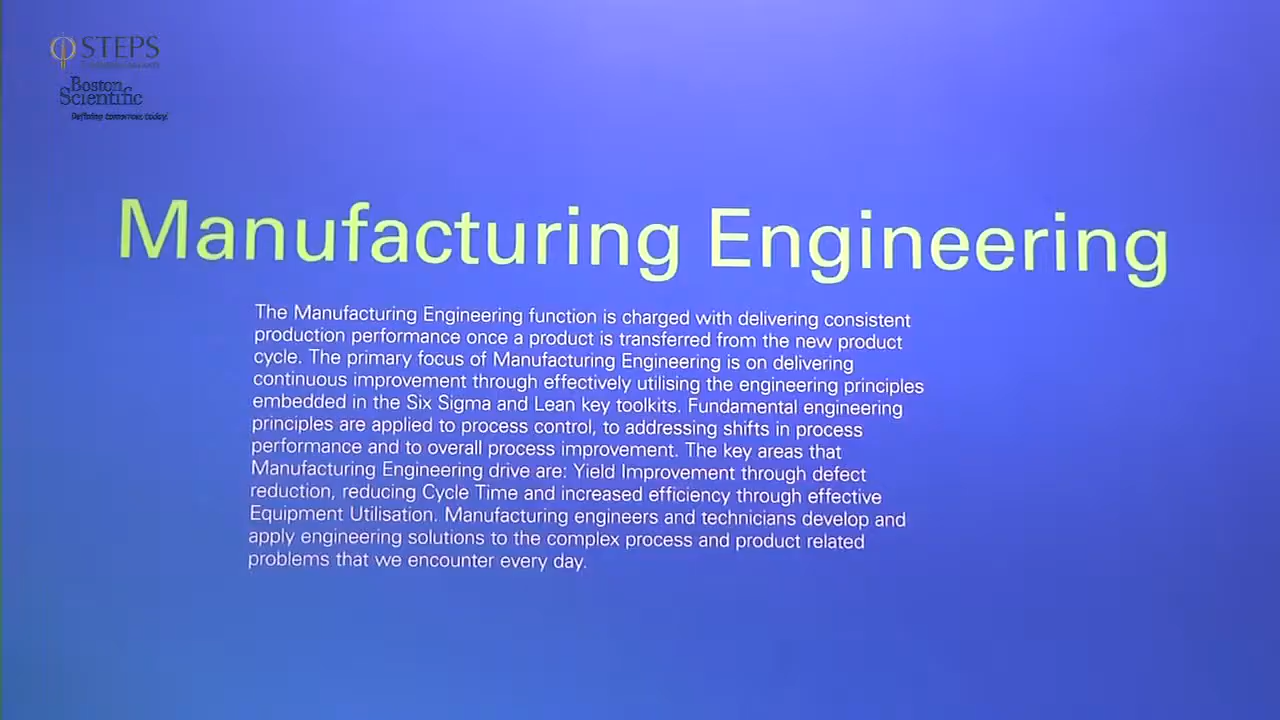 STEPS
Boston
Scientific
Defining tomorrow, today.
Manufacturing Engineering
The Manufacturing Engineering function is charged with delivering consistent
production performance once a product is transferred from the new product
cycle. The primary focus of Manufacturing Engineering is on delivering
continuous improvement through effectively utilising the engineering principles
embedded in the Six Sigma and Lean key toolkits. Fundamental engineering
principles are applied to process control, to addressing shifts in process
performance and to overall process improvement. The key areas that
Manufacturing Engineering drive are: Yield Improvement through defect
reduction, reducing Cycle Time and increased efficiency through effective
Equipment Utilisation. Manufacturing engineers and technicians develop and
apply engineering solutions to the complex process and product related
problems that we encounter every day.